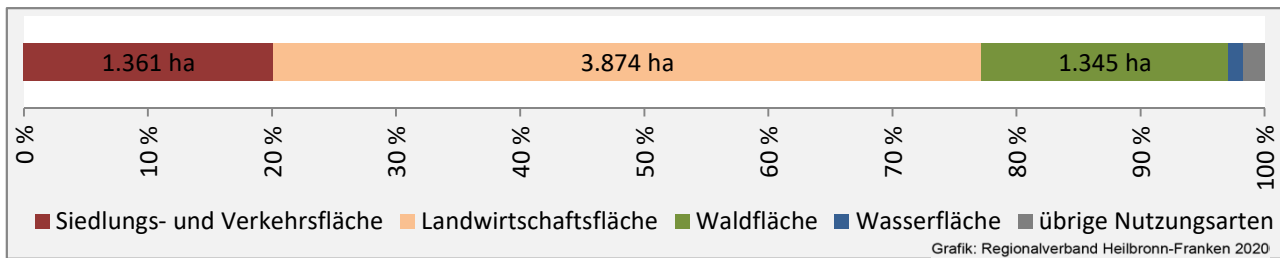 1.361 ha 3.874 ha 1.345 ha
0 % 10 % 20 % 30 % 40 % 50 % 60 % 70 % 80 % 90 % 100 %
Siedlungs- und Verkehrsfläche Landwirtschaftsfläche Waldfläche Wasserfläche übrige Nutzungsarten
Grafik: Regionalverband Heilbronn-Franken 2020